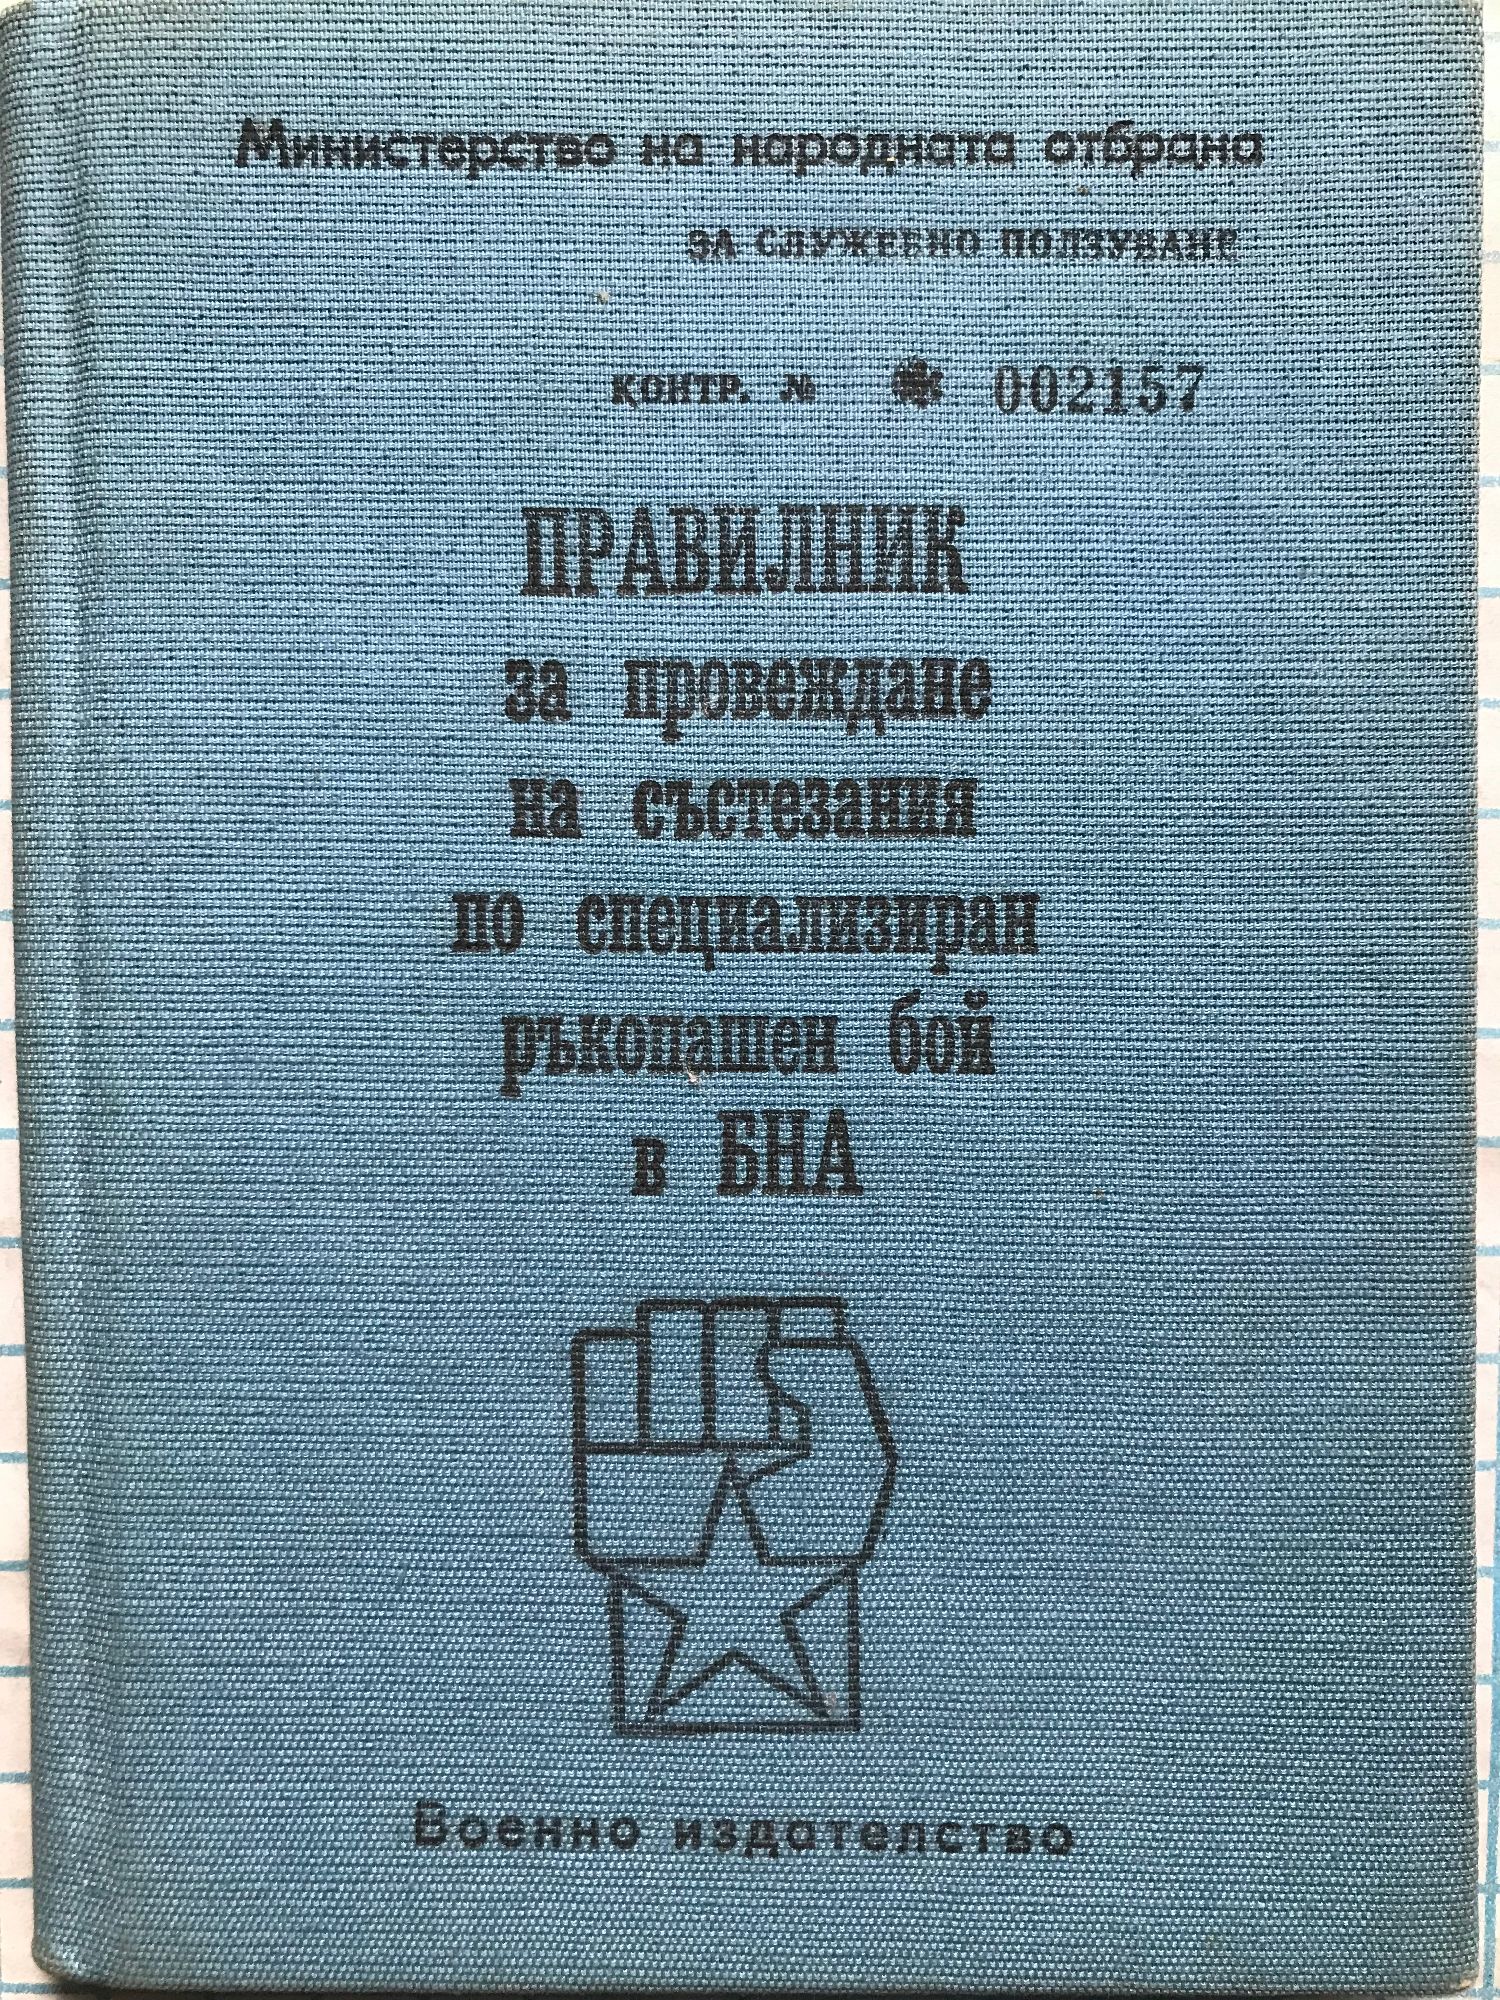 Министерство на народната отбрана
ЗА СЛУЖЕБНО ПОЛЗУВАНЕ
КОНТР. № * 002157
ПРАВИЛНИК
за провеждане
на състезания
по специализиран
ръкопашен бой
в БНА
Военно издателство